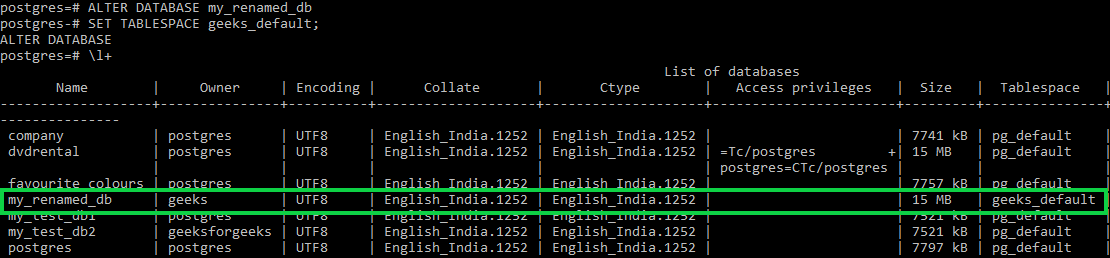 postgres=# ALTER DATABASE my_renamed_db
postgres-# SET TABLESPACE geeks_default;
ALTER DATABASE
postgres=# \l+
List of databases
Name | Owner | Encoding | Collate | Ctype | Access privileges | Size | Tablespace |
--------------------+----------------+----------+--------------------+--------------------+-----------------------+---------+---------------+
---------------
company | postgres | UTF8 | English_India.1252 | English_India.1252 | | 7741 kB | pg_default |
dvdrental | postgres | UTF8 | English_India.1252 | English_India.1252 | =Tc/postgres +| 15 MB | pg_default |
| | | | | postgres=CTc/postgres | | |
favourite_colours | postgres | UTF8 | English_India.1252 | English_India.1252 | | 7757 kB | pg_default |
my_renamed_db | geeks | UTF8 | English_India.1252 | English_India.1252 | | 15 MB | geeks_default |
my_test_db1 | postgres | UTF8 | English_India.1252 | English_India.1252 | | 7521 kB | pg_default |
my_test_db2 | geeksforgeeks | UTF8 | English_India.1252 | English_India.1252 | | 7521 kB | pg_default |
postgres | postgres | UTF8 | English_India.1252 | English_India.1252 | | 7797 kB | pg_default |